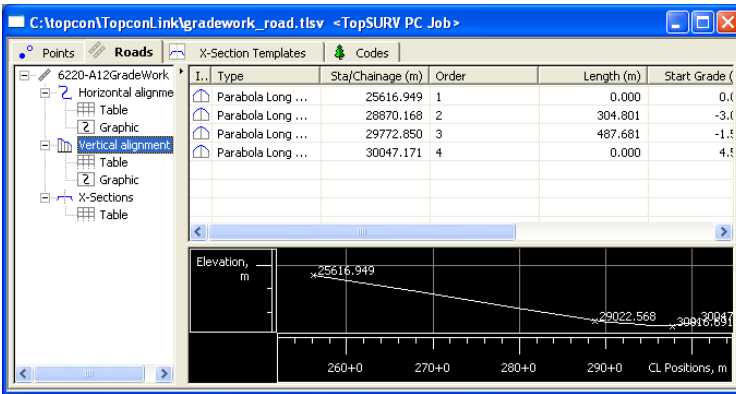 C:\topcon\TopconLink\gradework_road.tlsv <TopSURV PC Job>
Points Roads X-Section Templates Codes
6220-A12GradeWork
Horizontal alignme
Table
Graphic
Vertical alignment
Table
Graphic
X-Sections
Table
I.. Type Sta/Chainage (m) Order Length (m) Start Grade (
Parabola Long ... 25616.949 1 0.000 0.(
Parabola Long ... 28870.168 2 304.801 -3.(
Parabola Long ... 29772.850 3 487.681 -1.5
Parabola Long ... 30047.171 4 0.000 4.5
Elevation,
m
25616.949
29022.568
30016.691
30047
260+0 270+0 280+0 290+0 CL Positions, m